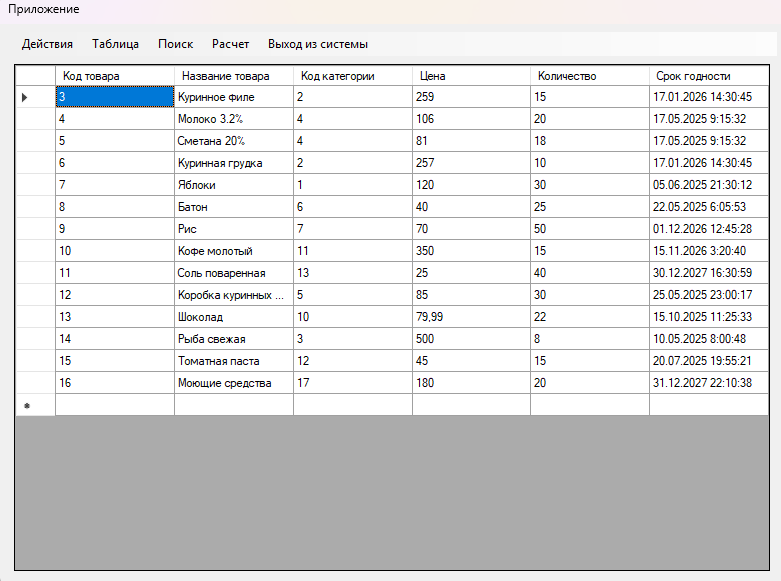 Приложение
Действия Таблица Поиск Расчет Выход из системы
Код товара Название товара Код категории Цена Количество Срок годности
3 Куринное филе 2 259 15 17.01.2026 14:30:45
4 Молоко 3.2% 4 106 20 17.05.2025 9:15:32
5 Сметана 20% 4 81 18 17.05.2025 9:15:32
6 Куринная грудка 2 257 10 17.01.2026 14:30:45
7 Яблоки 1 120 30 05.06.2025 21:30:12
8 Батон 6 40 25 22.05.2025 6:05:53
9 Рис 7 70 50 01.12.2026 12:45:28
10 Кофе молотый 11 350 15 15.11.2026 3:20:40
11 Соль поваренная 13 25 40 30.12.2027 16:30:59
12 Коробка куринных ... 5 85 30 25.05.2025 23:00:17
13 Шоколад 10 79,99 22 15.10.2025 11:25:33
14 Рыба свежая 3 500 8 10.05.2025 8:00:48
15 Томатная паста 12 45 15 20.07.2025 19:55:21
16 Моющие средства 17 180 20 31.12.2027 22:10:38